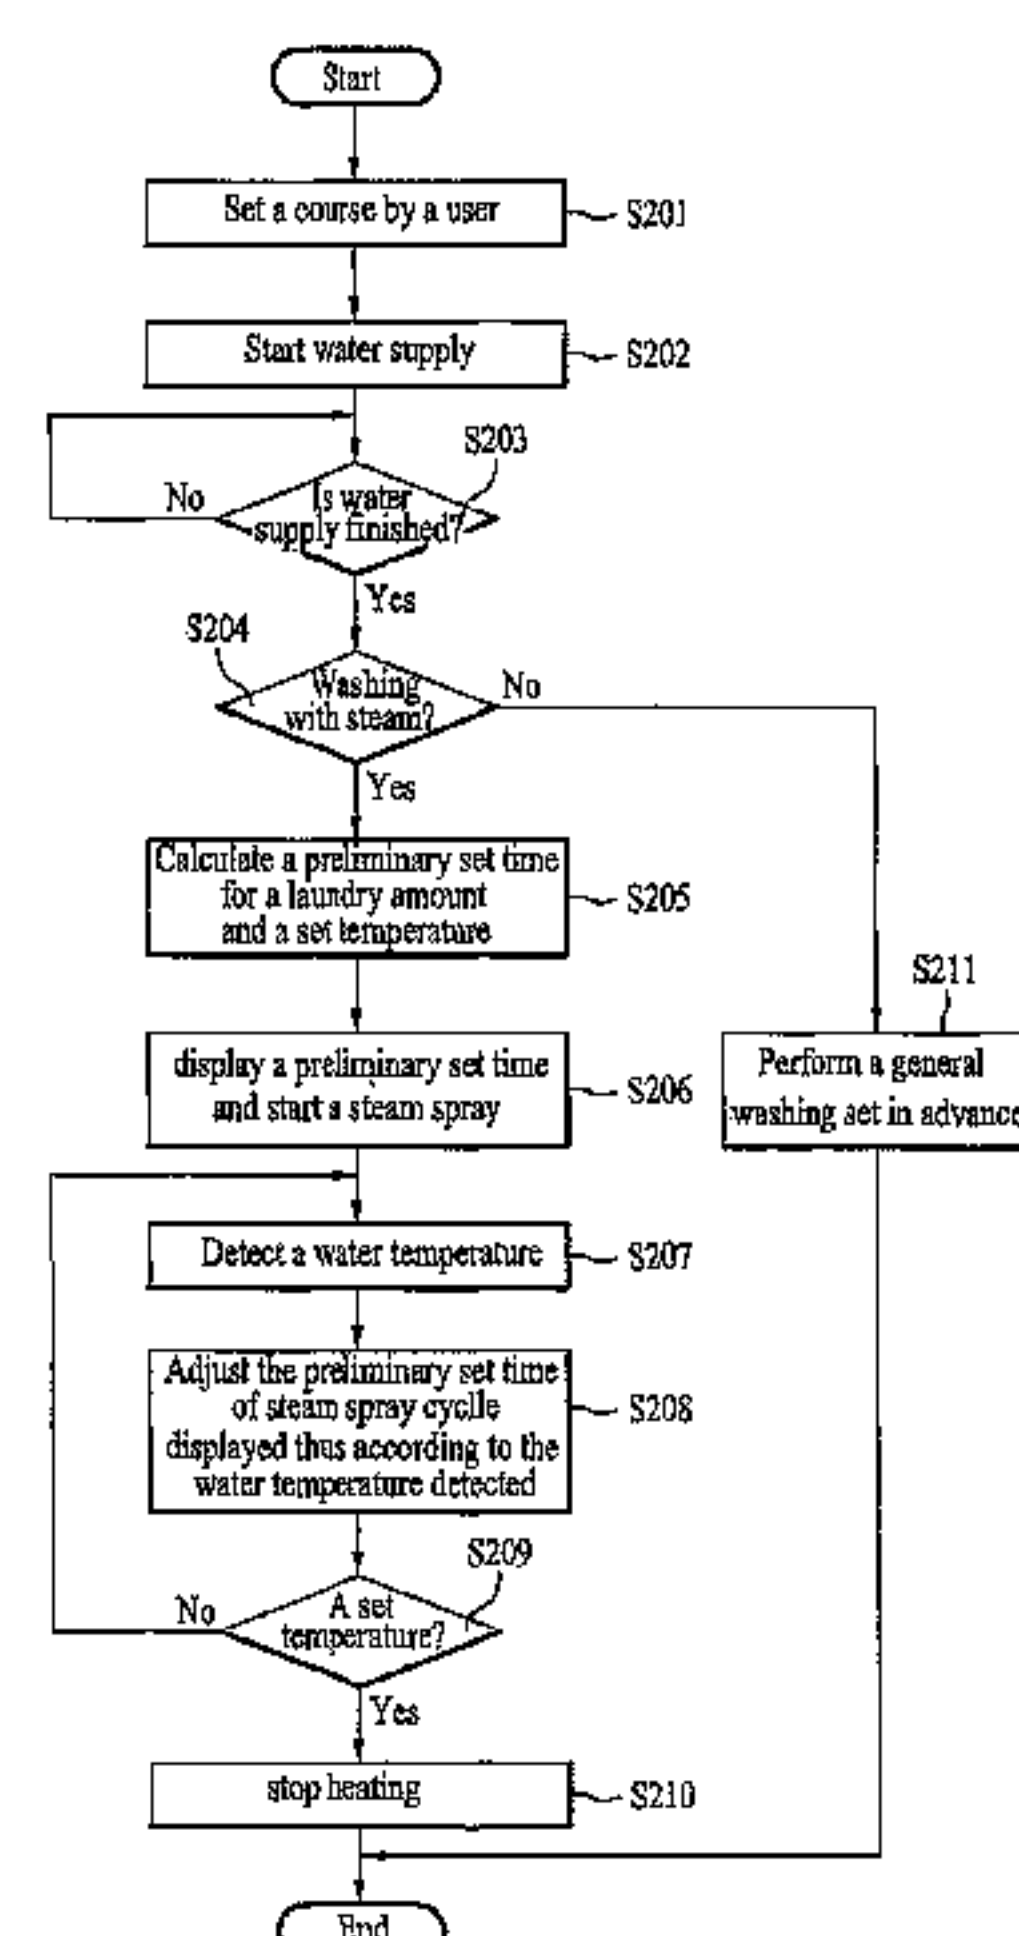 Start
Set a course by a user
S201
Start water supply
S202
S203
No
Is water
supply finished?
Yes
S204
Washing
with steam?
No
Yes
Calculate a preliminary set time
for a laundry amount
and a set temperature
S205
S211
display a preliminary set time
and start a steam spray
S206
Perform a general
washing set in advance
Detect a water temperature
S207
Adjust the preliminary set time
of steam spray cyclle
displayed thus according to the
water temperature detected
S208
S209
No
A set
temperature?
Yes
stop heating
S210
End